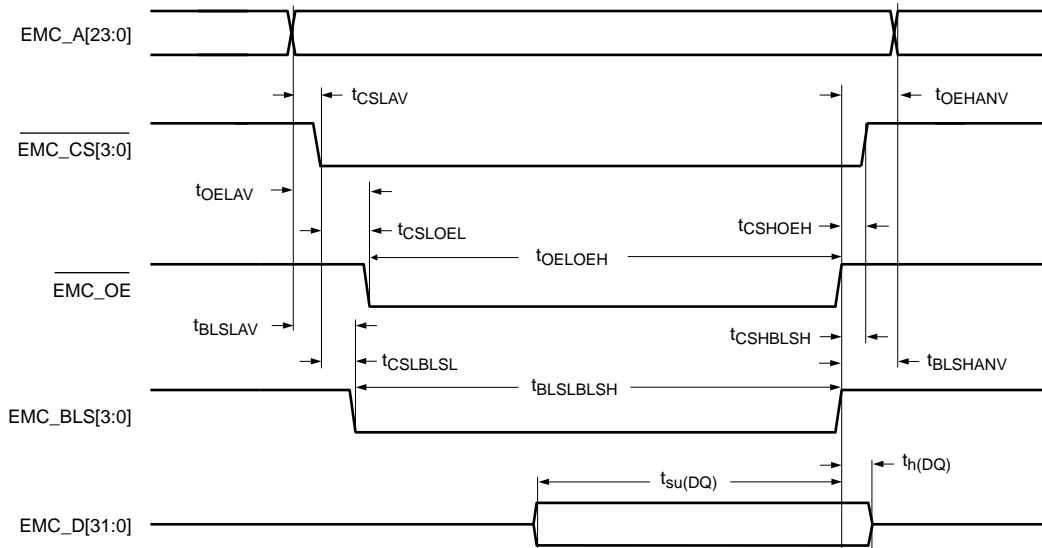 EMC_A[23:0]
tCSLAV
tOEHANV
EMC_CS[3:0]
tOELAV
tCSLOEL
tCSHOEH
tOELOEH
EMC_OE
tBLSLAV
tCSHBLSH
tCSLBLSL
tBLSLBLSH
tBLSHANV
EMC_BLS[3:0]
tsu(DQ)
th(DQ)
EMC_D[31:0]